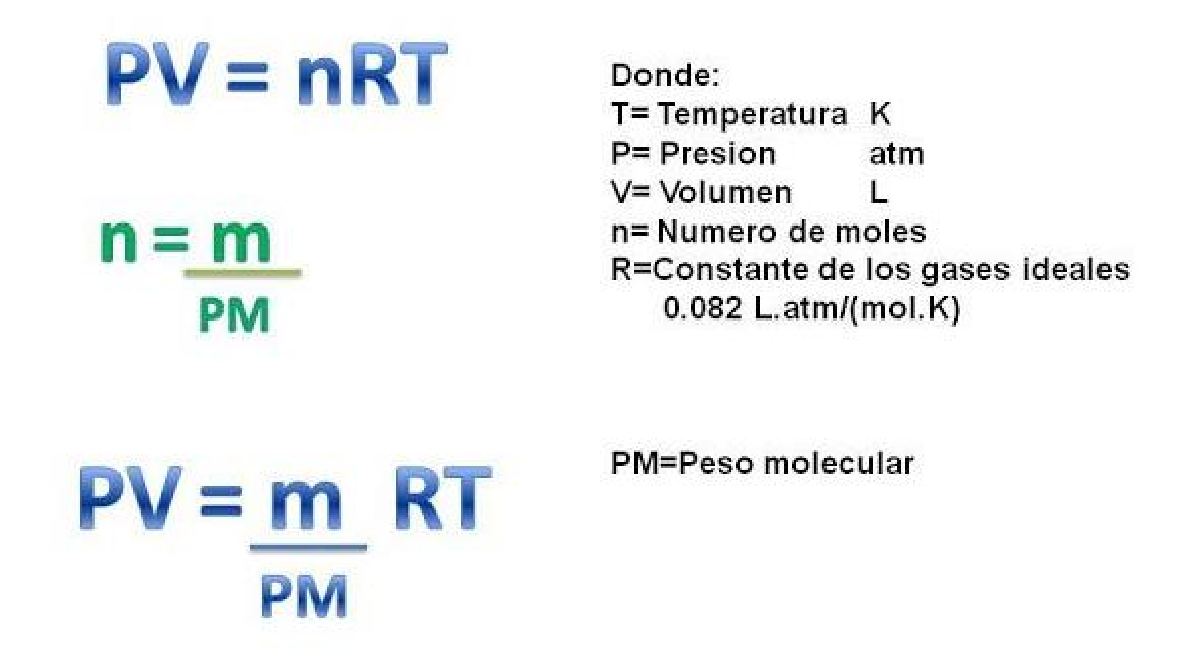 PV = nRT
n = m
PM
PV = m RT
PM
Donde:
T= Temperatura K
P= Presion atm
V= Volumen L
n= Numero de moles
R=Constante de los gases ideales
0.082 L.atm/(mol.K)
PM=Peso molecular